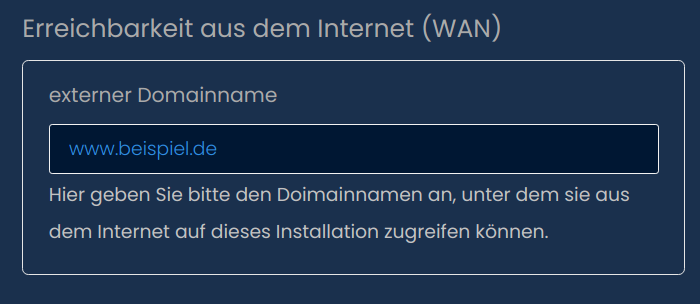 Erreichbarkeit aus dem Internet (WAN)
externer Domainname
www.beispiel.de
Hier geben Sie bitte den Doimainnamen an, unter dem sie aus
dem Internet auf dieses Installation zugreifen können.